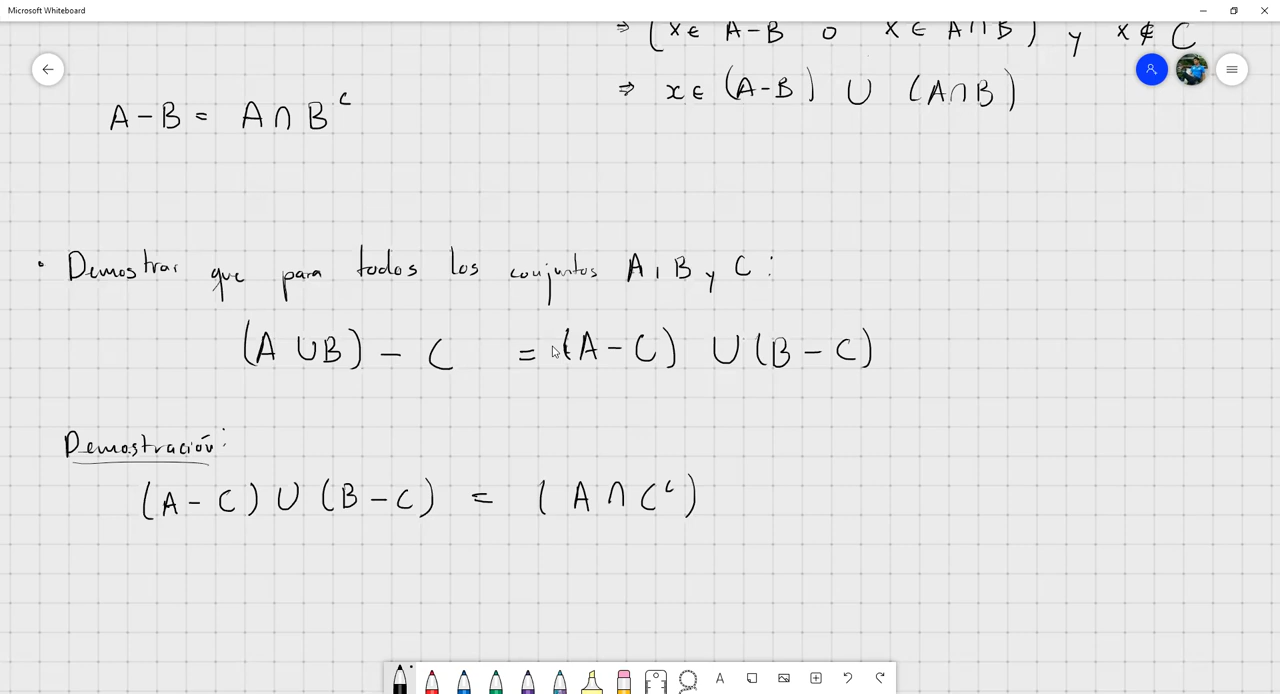 Microsoft Whiteboard
⇒ (x ∈ A - B o x ∈ A ∩ B) y x ∉ C
⇒ x ∈ (A - B) ∪ (A ∩ B)
A - B = A ∩ B^c
• Demostrar que para todos los conjuntos A, B y C:
(A ∪ B) - C = (A - C) ∪ (B - C)
Demostración:
(A - C) ∪ (B - C) = (A ∩ C^c)
A